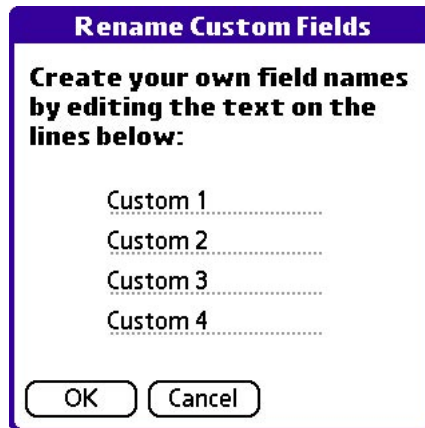 Rename Custom Fields
Create your own field names
by editing the text on the
lines below:
Custom 1
Custom 2
Custom 3
Custom 4
OK Cancel